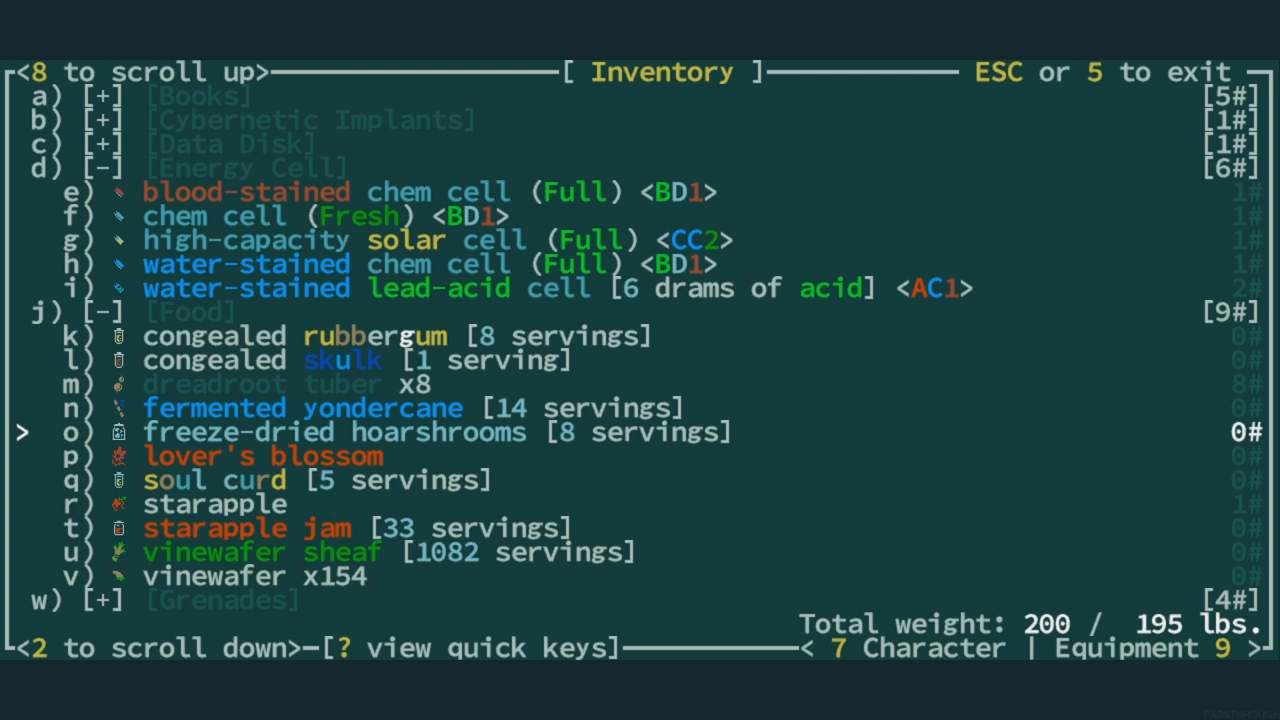 <8 to scroll up> [ Inventory ] ESC or 5 to exit
a) [+] [Books] [5#]
b) [+] [Cybernetic Implants] [1#]
c) [+] [Data Disk] [1#]
d) [-] [Energy Cell] [6#]
e) blood-stained chem cell (Full) <BD1> 1#
f) chem cell (Fresh) <BD1> 1#
g) high-capacity solar cell (Full) <CC2> 1#
h) water-stained chem cell (Full) <BD1> 1#
i) water-stained lead-acid cell [6 drams of acid] <AC1> 2#
j) [-] [Food] [9#]
k) congealed rubbergum [8 servings] 0#
l) congealed skulk [1 serving] 0#
m) dreadroot tuber x8 8#
n) fermented yondercane [14 servings] 0#
> o) freeze-dried hoarshrooms [8 servings] 0#
p) lover's blossom 0#
q) soul curd [5 servings] 0#
r) starapple 1#
t) starapple jam [33 servings] 0#
u) vinewafer sheaf [1082 servings] 0#
v) vinewafer x154 0#
w) [+] [Grenades] [4#]
Total weight: 200 / 195 lbs.
<2 to scroll down> [? view quick keys] < 7 Character | Equipment 9 >